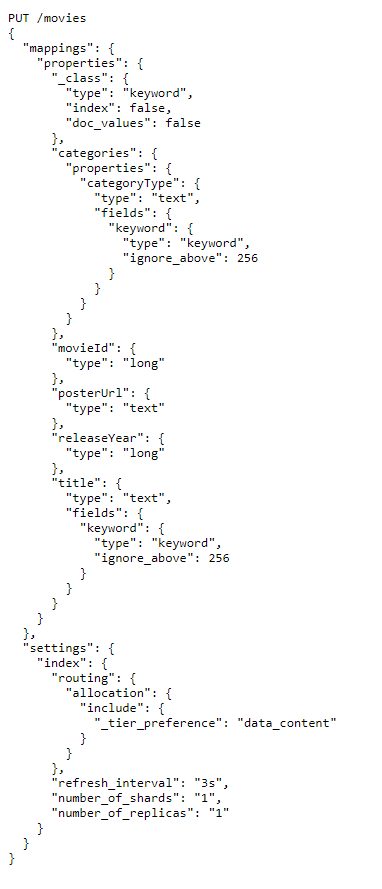 PUT /movies
{
  "mappings": {
    "properties": {
      "_class": {
        "type": "keyword",
        "index": false,
        "doc_values": false
      },
      "categories": {
        "properties": {
          "categoryType": {
            "type": "text",
            "fields": {
              "keyword": {
                "type": "keyword",
                "ignore_above": 256
              }
            }
          }
        }
      },
      "movieId": {
        "type": "long"
      },
      "posterUrl": {
        "type": "text"
      },
      "releaseYear": {
        "type": "long"
      },
      "title": {
        "type": "text",
        "fields": {
          "keyword": {
            "type": "keyword",
            "ignore_above": 256
          }
        }
      }
    }
  },
  "settings": {
    "index": {
      "routing": {
        "allocation": {
          "include": {
            "_tier_preference": "data_content"
          }
        }
      },
      "refresh_interval": "3s",
      "number_of_shards": "1",
      "number_of_replicas": "1"
    }
  }
}